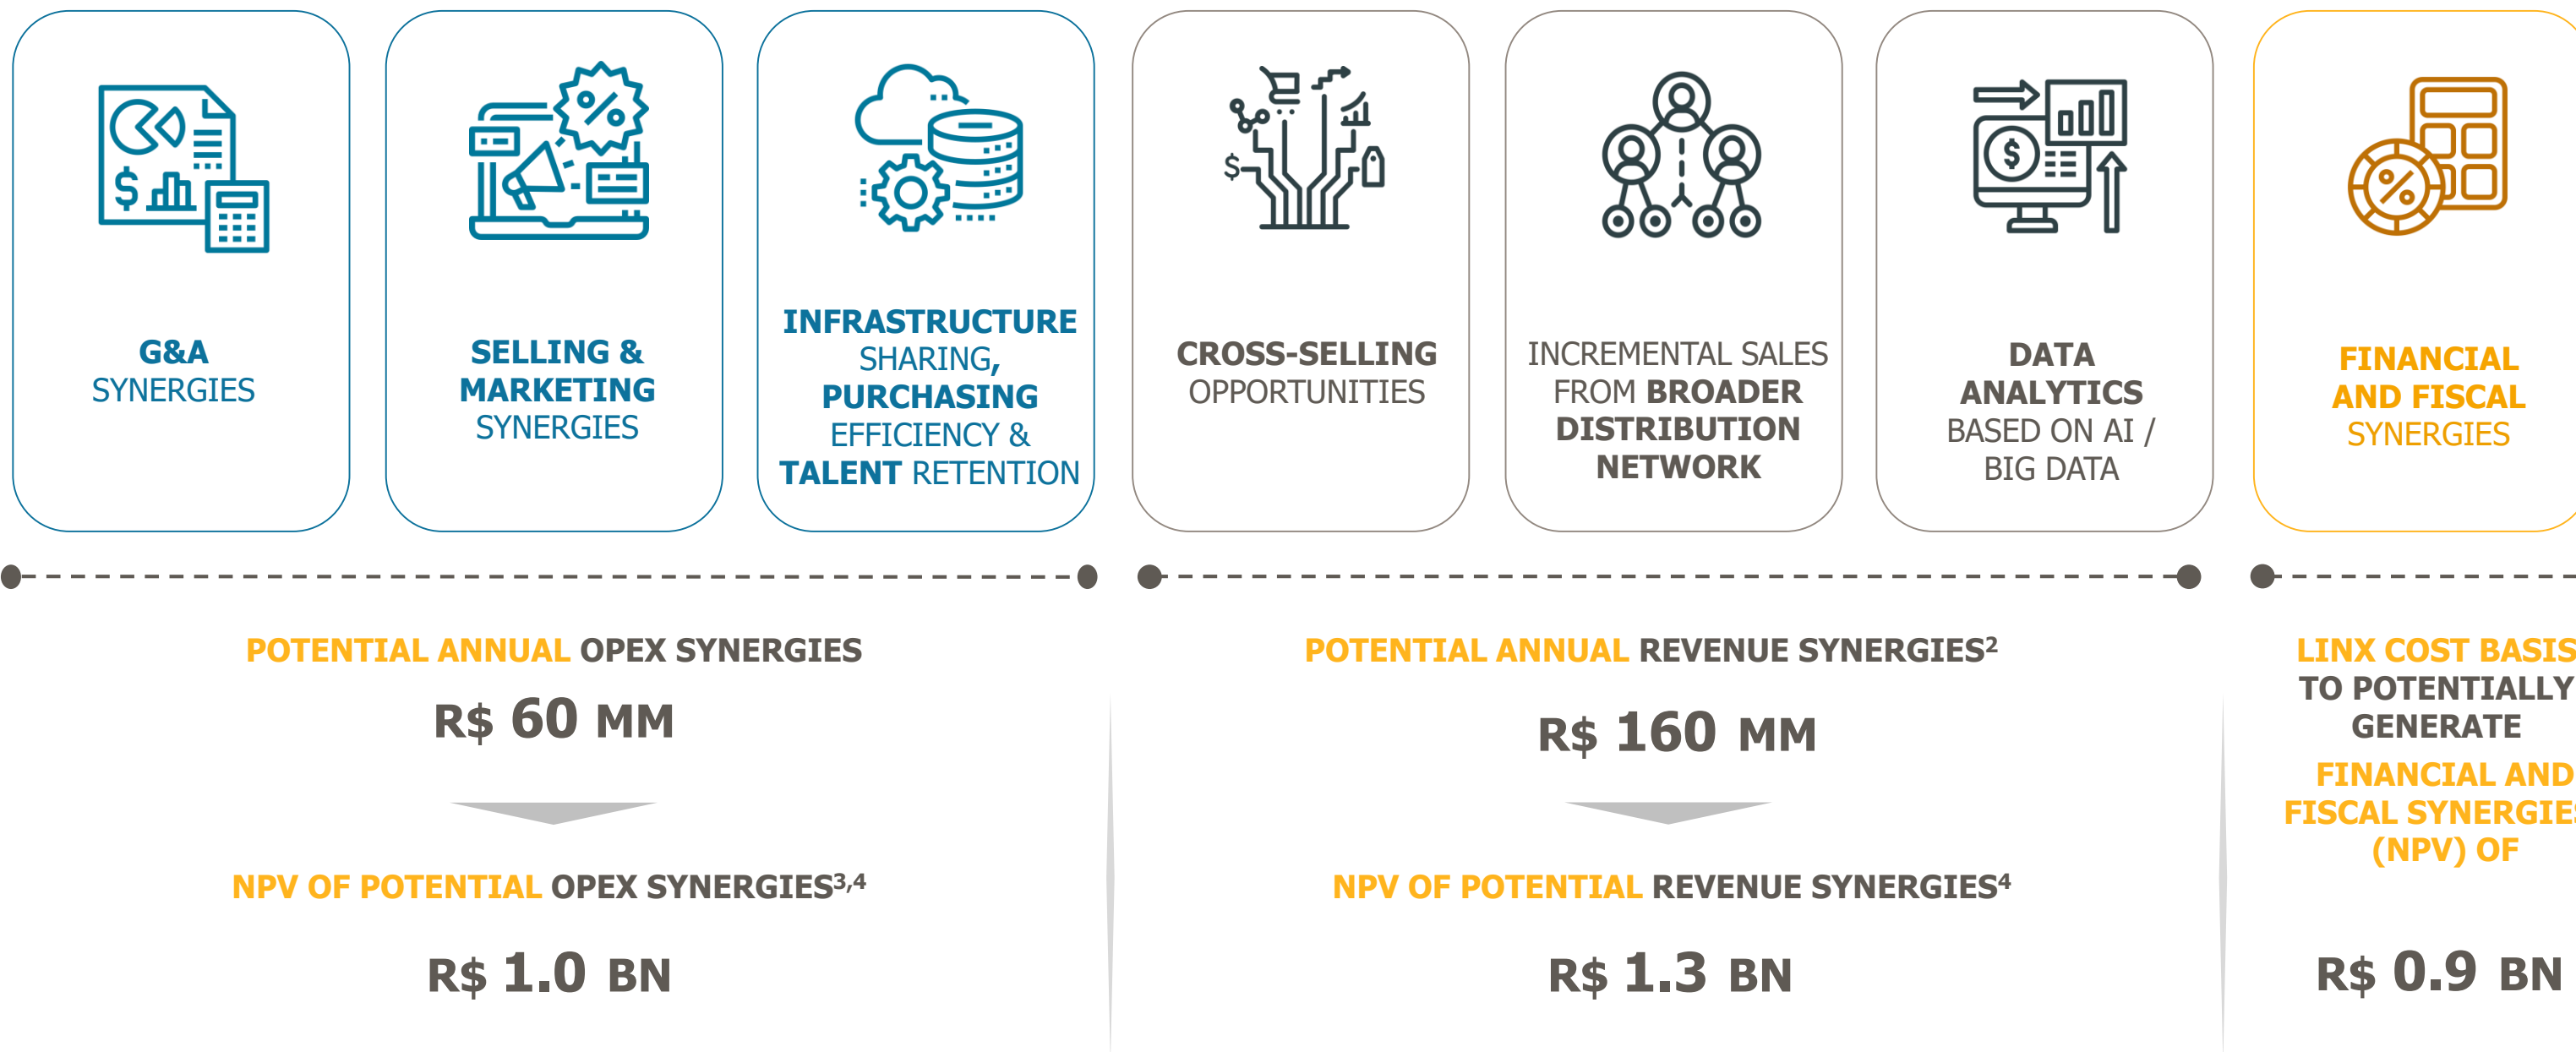 G&A
SYNERGIES
SELLING &
MARKETING
SYNERGIES
INFRASTRUCTURE
SHARING,
PURCHASING
EFFICIENCY &
TALENT RETENTION
CROSS-SELLING
OPPORTUNITIES
INCREMENTAL SALES
FROM BROADER
DISTRIBUTION
NETWORK
DATA
ANALYTICS
BASED ON AI /
BIG DATA
FINANCIAL
AND FISCAL
SYNERGIES
POTENTIAL ANNUAL OPEX SYNERGIES
R$ 60 MM
NPV OF POTENTIAL OPEX SYNERGIES3,4
R$ 1.0 BN
POTENTIAL ANNUAL REVENUE SYNERGIES2
R$ 160 MM
NPV OF POTENTIAL REVENUE SYNERGIES4
R$ 1.3 BN
LINX COST BASIS
TO POTENTIALLY
GENERATE
FINANCIAL AND
FISCAL SYNERGIES
(NPV) OF
R$ 0.9 BN